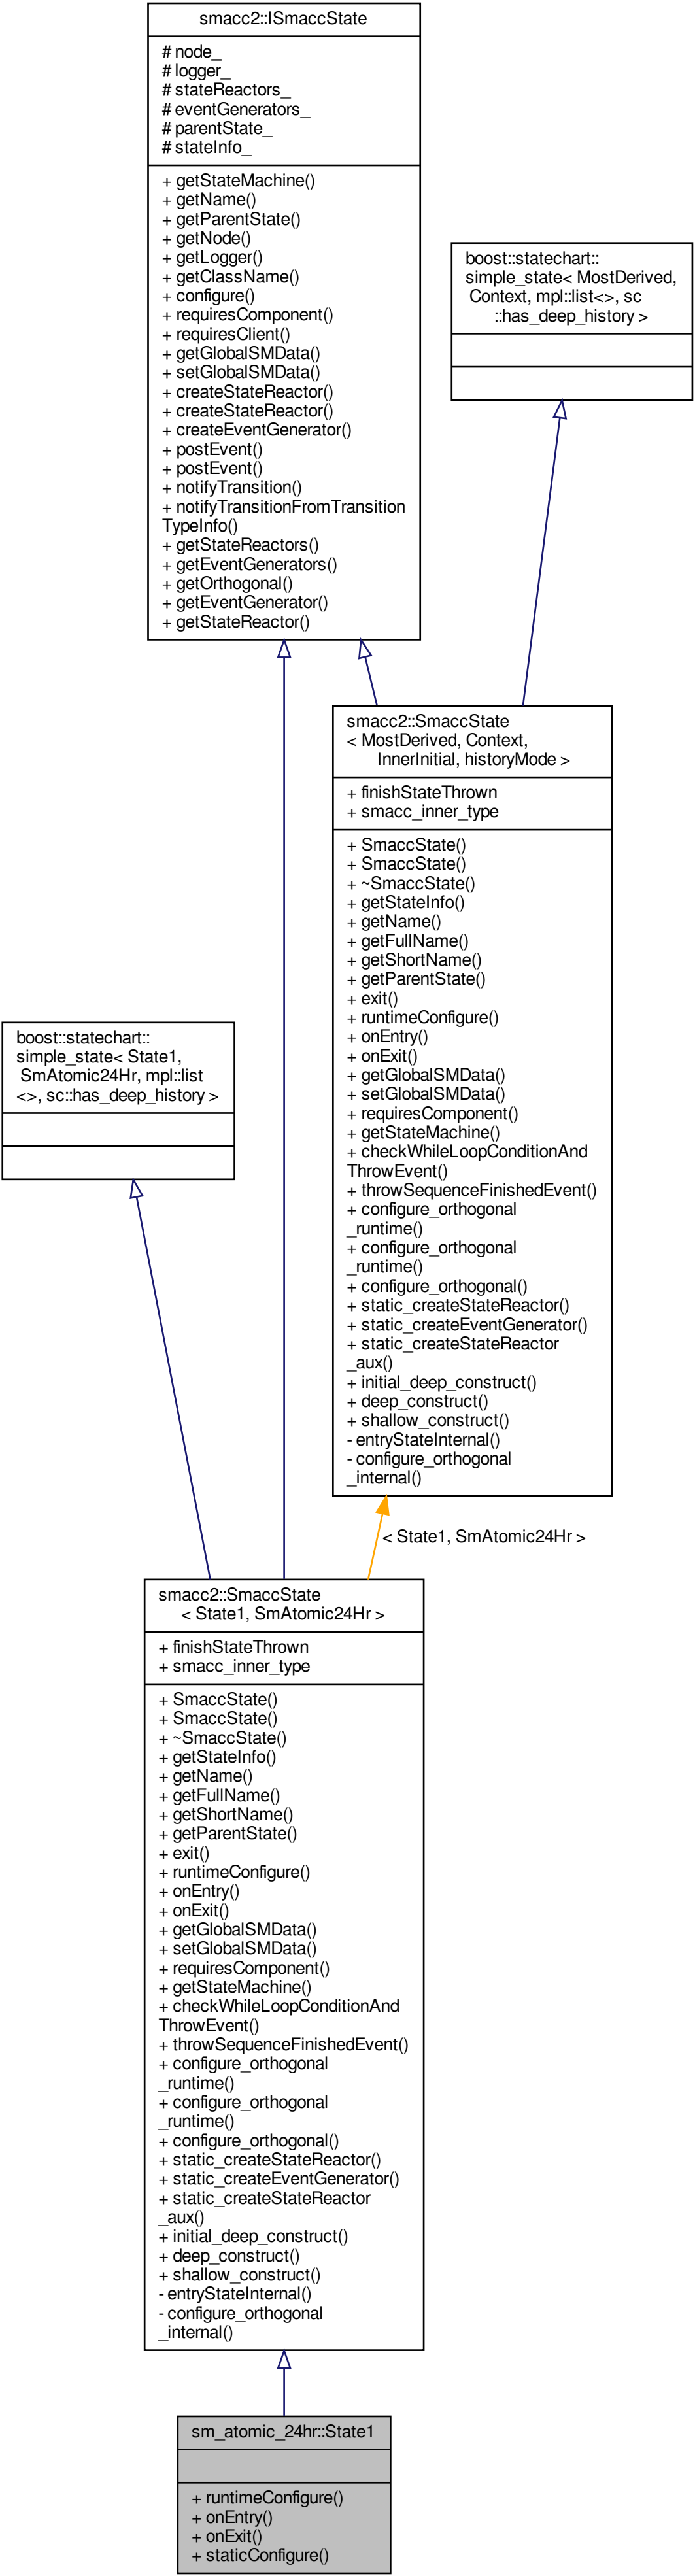 smacc2::ISmaccState
# node_
# logger_
# stateReactors_
# eventGenerators_
# parentState_
# stateInfo_
+ getStateMachine()
+ getName()
+ getParentState()
+ getNode()
+ getLogger()
+ getClassName()
+ configure()
+ requiresComponent()
+ requiresClient()
+ getGlobalSMData()
+ setGlobalSMData()
+ createStateReactor()
+ createStateReactor()
+ createEventGenerator()
+ postEvent()
+ postEvent()
+ notifyTransition()
+ notifyTransitionFromTransition
TypeInfo()
+ getStateReactors()
+ getEventGenerators()
+ getOrthogonal()
+ getEventGenerator()
+ getStateReactor()
boost::statechart::
simple_state< MostDerived,
Context, mpl::list<>, sc
::has_deep_history >
smacc2::SmaccState
< MostDerived, Context,
InnerInitial, historyMode >
+ finishStateThrown
+ smacc_inner_type
+ SmaccState()
+ SmaccState()
+ ~SmaccState()
+ getStateInfo()
+ getName()
+ getFullName()
+ getShortName()
+ getParentState()
+ exit()
+ runtimeConfigure()
+ onEntry()
+ onExit()
+ getGlobalSMData()
+ setGlobalSMData()
+ requiresComponent()
+ getStateMachine()
+ checkWhileLoopConditionAnd
ThrowEvent()
+ throwSequenceFinishedEvent()
+ configure_orthogonal
_runtime()
+ configure_orthogonal
_runtime()
+ configure_orthogonal()
+ static_createStateReactor()
+ static_createEventGenerator()
+ static_createStateReactor
_aux()
+ initial_deep_construct()
+ deep_construct()
+ shallow_construct()
- entryStateInternal()
- configure_orthogonal
_internal()
boost::statechart::
simple_state< State1,
SmAtomic24Hr, mpl::list
<>, sc::has_deep_history >
< State1, SmAtomic24Hr >
smacc2::SmaccState
< State1, SmAtomic24Hr >
+ finishStateThrown
+ smacc_inner_type
+ SmaccState()
+ SmaccState()
+ ~SmaccState()
+ getStateInfo()
+ getName()
+ getFullName()
+ getShortName()
+ getParentState()
+ exit()
+ runtimeConfigure()
+ onEntry()
+ onExit()
+ getGlobalSMData()
+ setGlobalSMData()
+ requiresComponent()
+ getStateMachine()
+ checkWhileLoopConditionAnd
ThrowEvent()
+ throwSequenceFinishedEvent()
+ configure_orthogonal
_runtime()
+ configure_orthogonal
_runtime()
+ configure_orthogonal()
+ static_createStateReactor()
+ static_createEventGenerator()
+ static_createStateReactor
_aux()
+ initial_deep_construct()
+ deep_construct()
+ shallow_construct()
- entryStateInternal()
- configure_orthogonal
_internal()
sm_atomic_24hr::State1
+ runtimeConfigure()
+ onEntry()
+ onExit()
+ staticConfigure()